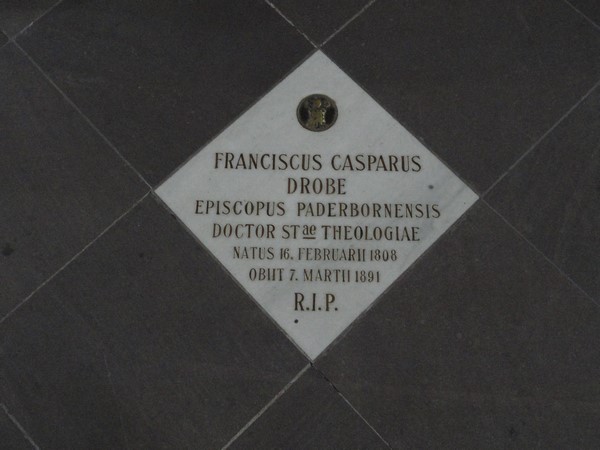 FRANCISCUS CASPARUS
DROBE
EPISCOPUS PADERBORNENSIS
DOCTOR STae THEOLOGIAE
NATUS 16. FEBRUARII 1808
OBIIT 7. MARTII 1891
R.I.P.